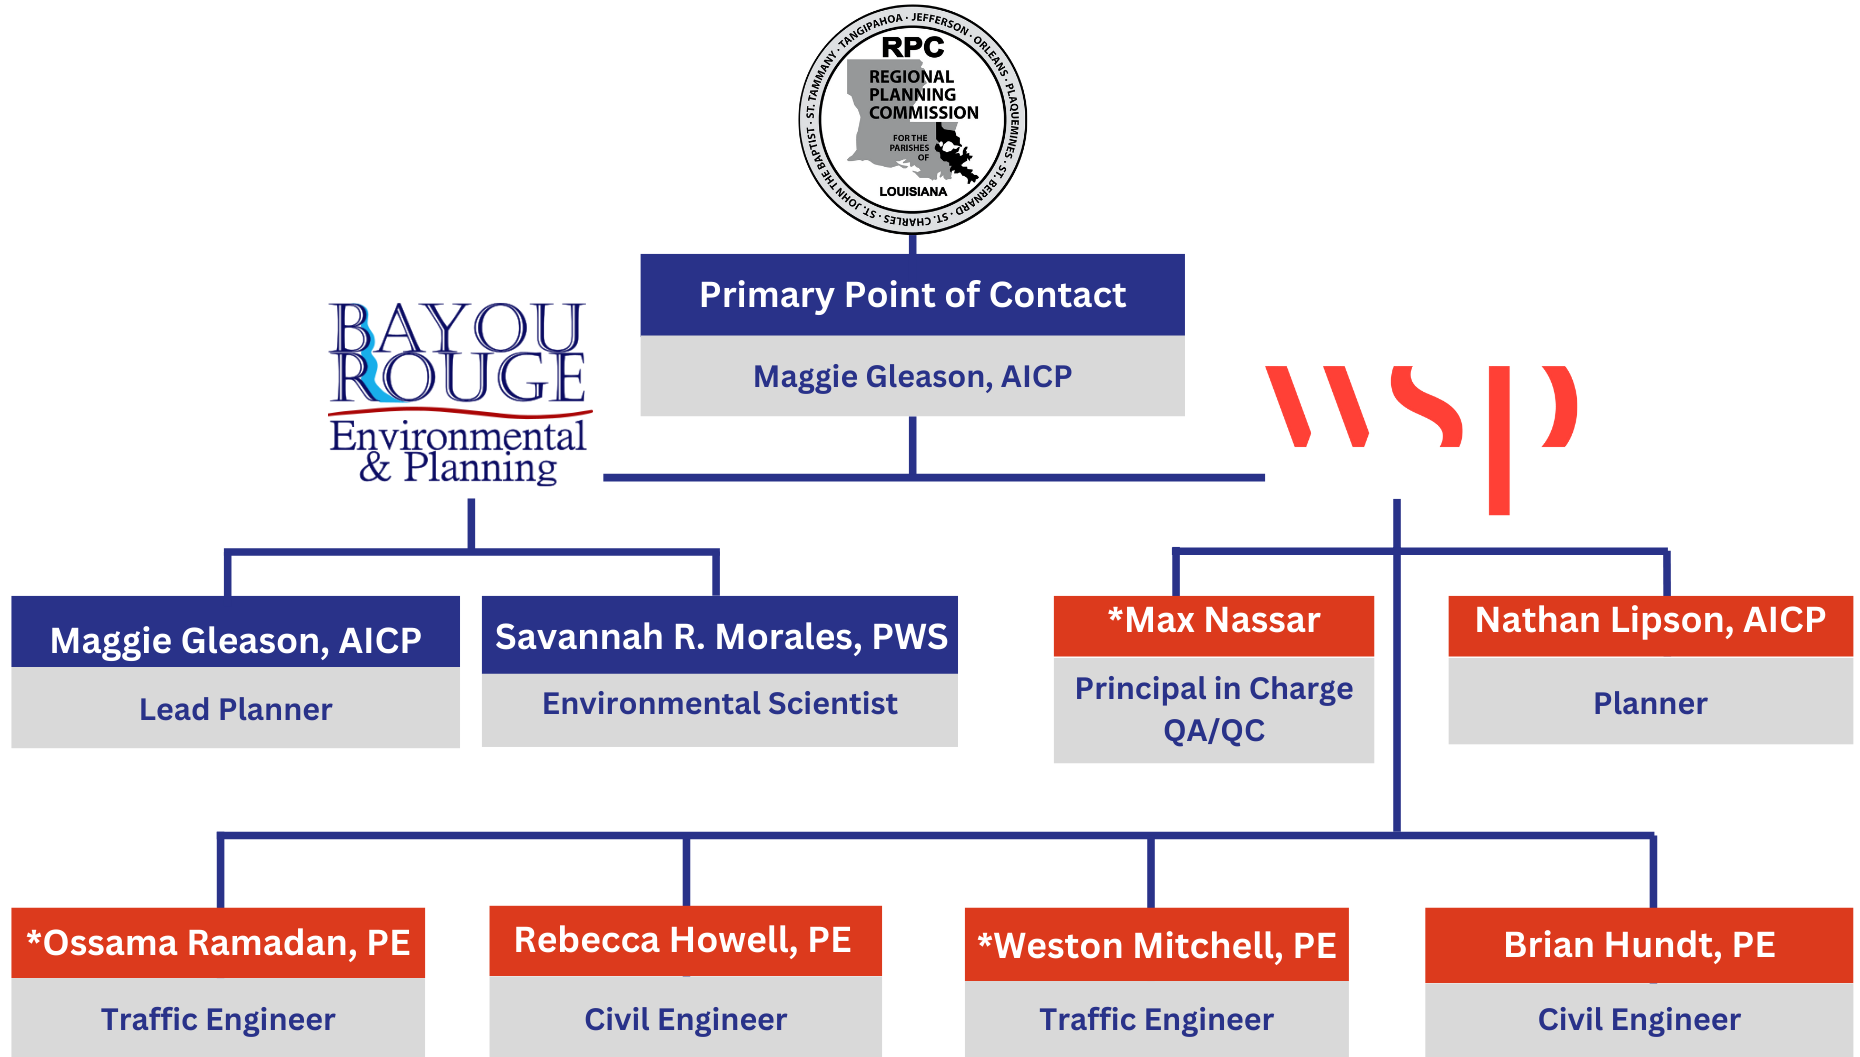 ST. JOHN THE BAPTIST · ST. TAMMANY · TANGIPAHOA · JEFFERSON · ORLEANS · PLAQUEMINES · ST. BERNARD · ST. CHARLES ·
RPC
REGIONAL
PLANNING
COMMISSION
FOR THE
PARISHES
OF
LOUISIANA
Primary Point of Contact
Maggie Gleason, AICP
BAYOU
ROUGE
Environmental
& Planning
wsp
Maggie Gleason, AICP
Lead Planner
Savannah R. Morales, PWS
Environmental Scientist
*Max Nassar
Principal in Charge
QA/QC
Nathan Lipson, AICP
Planner
*Ossama Ramadan, PE
Traffic Engineer
Rebecca Howell, PE
Civil Engineer
*Weston Mitchell, PE
Traffic Engineer
Brian Hundt, PE
Civil Engineer